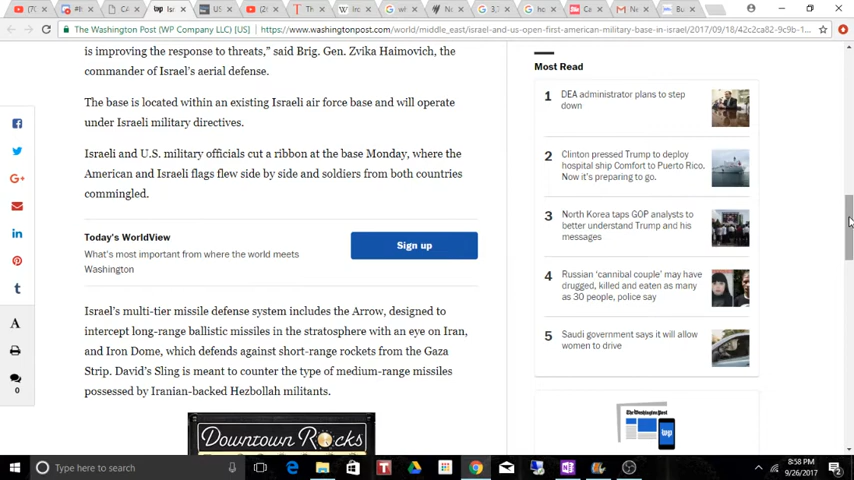 The Washington Post (WP Company LLC) [US]
https://www.washingtonpost.com/world/middle_east/israel-and-us-open-first-american-military-base-in-israel/2017/09/18/42c2ca82-9c9b-1...
is improving the response to threats,” said Brig. Gen. Zvika Haimovich, the
commander of Israel's aerial defense.
The base is located within an existing Israeli air force base and will operate
under Israeli military directives.
Israeli and U.S. military officials cut a ribbon at the base Monday, where the
American and Israeli flags flew side by side and soldiers from both countries
commingled.
Today's WorldView
What's most important from where the world meets
Washington
Sign up
Israel's multi-tier missile defense system includes the Arrow, designed to
intercept long-range ballistic missiles in the stratosphere with an eye on Iran,
and Iron Dome, which defends against short-range rockets from the Gaza
Strip. David's Sling is meant to counter the type of medium-range missiles
possessed by Iranian-backed Hezbollah militants.
Downtown Rocks
Most Read
1 DEA administrator plans to step
down
2 Clinton pressed Trump to deploy
hospital ship Comfort to Puerto Rico.
Now it's preparing to go.
3 North Korea taps GOP analysts to
better understand Trump and his
messages
4 Russian ‘cannibal couple’ may have
drugged, killed and eaten as many
as 30 people, police say
5 Saudi government says it will allow
women to drive
The Washington Post
wp
G+
in
t
A
0
Type here to search
8:58 PM
9/26/2017
2